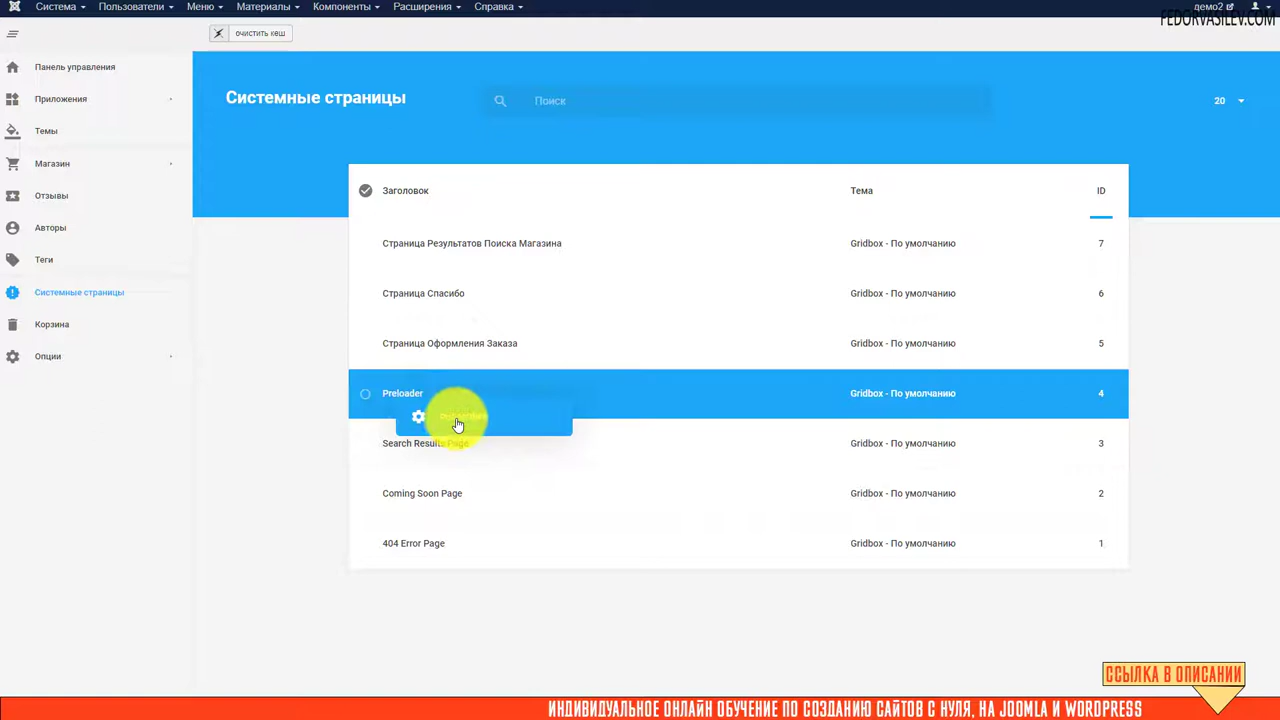 Система Пользователи Меню Материалы Компоненты Расширения Справка демо2
FEDORVASILEV.COM
очистить кеш
Панель управления
Приложения
Темы
Магазин
Отзывы
Авторы
Теги
Системные страницы
Корзина
Опции
Системные страницы Поиск 20
Заголовок Тема ID
Страница Результатов Поиска Магазина Gridbox - По умолчанию 7
Страница Спасибо Gridbox - По умолчанию 6
Страница Оформления Заказа Gridbox - По умолчанию 5
Preloader Gridbox - По умолчанию 4
Search Results Page Gridbox - По умолчанию 3
Coming Soon Page Gridbox - По умолчанию 2
404 Error Page Gridbox - По умолчанию 1
ССЫЛКА В ОПИСАНИИ
ИНДИВИДУАЛЬНОЕ ОНЛАЙН ОБУЧЕНИЕ ПО СОЗДАНИЮ САЙТОВ С НУЛЯ, НА JOOMLA И WORDPRESS